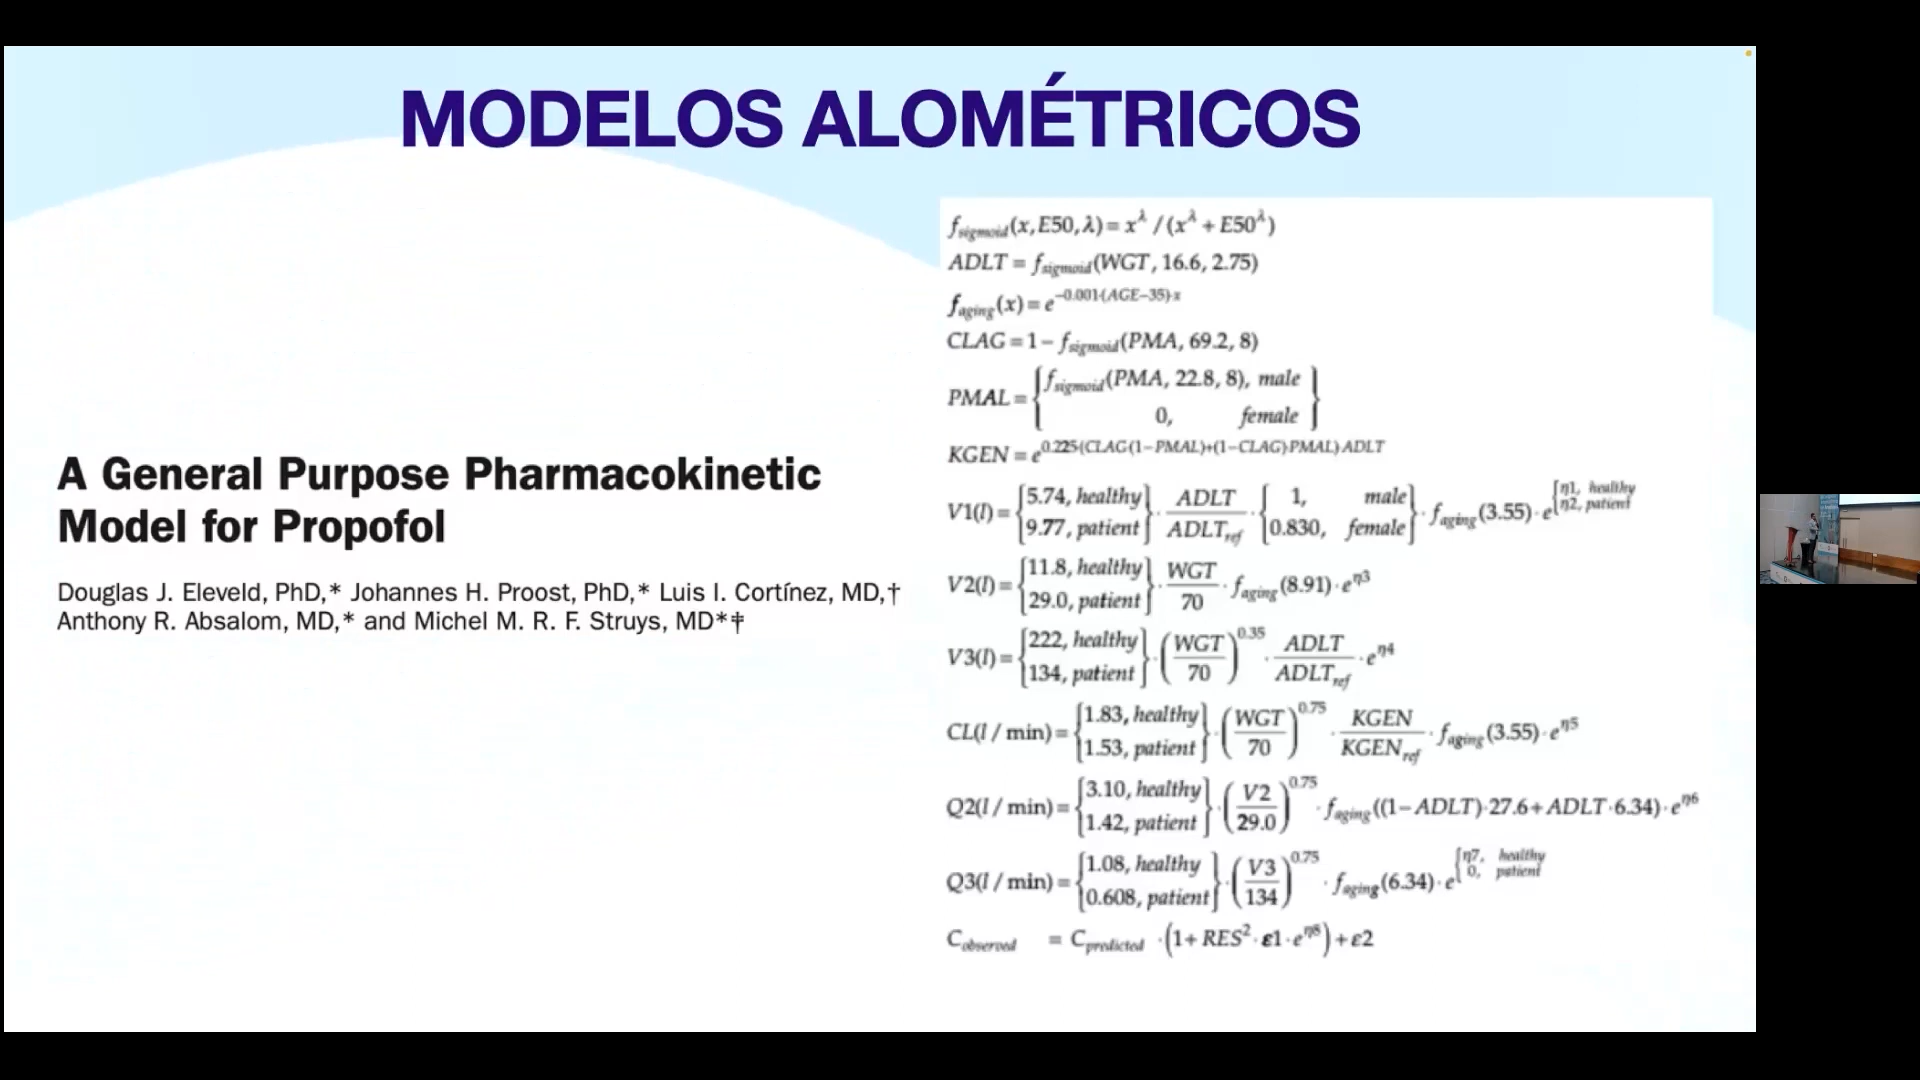 MODELOS ALOMÉTRICOS
A General Purpose Pharmacokinetic
Model for Propofol
Douglas J. Eleveld, PhD,* Johannes H. Proost, PhD,* Luis I. Cortínez, MD,†
Anthony R. Absalom, MD,* and Michel M. R. F. Struys, MD*‡
f_sigmoid(x, E50, λ) = x^λ / (x^λ + E50^λ)
ADLT = f_sigmoid(WGT, 16.6, 2.75)
f_aging(x) = e^{-0.001·(AGE-35)·x}
CLAG = 1 - f_sigmoid(PMA, 69.2, 8)
PMAL = {f_sigmoid(PMA, 22.8, 8), male
0, female}
KGEN = e^{0.225·(CLAG(1-PMAL)+(1-CLAG)·PMAL)·ADLT}
V1(l) = {5.74, healthy; 9.77, patient} · ADLT/ADLT_ref · {1, male; 0.830, female} · f_aging(3.55) · e^{η1, healthy; η2, patient}
V2(l) = {11.8, healthy; 29.0, patient} · WGT/70 · f_aging(8.91) · e^{η3}
V3(l) = {222, healthy; 134, patient} · (WGT/70)^0.35 · ADLT/ADLT_ref · e^{η4}
CL(l / min) = {1.83, healthy; 1.53, patient} · (WGT/70)^0.75 · KGEN/KGEN_ref · f_aging(3.55) · e^{η5}
Q2(l / min) = {3.10, healthy; 1.42, patient} · (V2/29.0)^0.75 · f_aging((1 - ADLT)·27.6 + ADLT·6.34) · e^{η6}
Q3(l / min) = {1.08, healthy; 0.608, patient} · (V3/134)^0.75 · f_aging(6.34) · e^{η7, healthy; 0, patient}
C_observed = C_predicted · (1 + RES² · ε1 · e^{η8}) + ε2